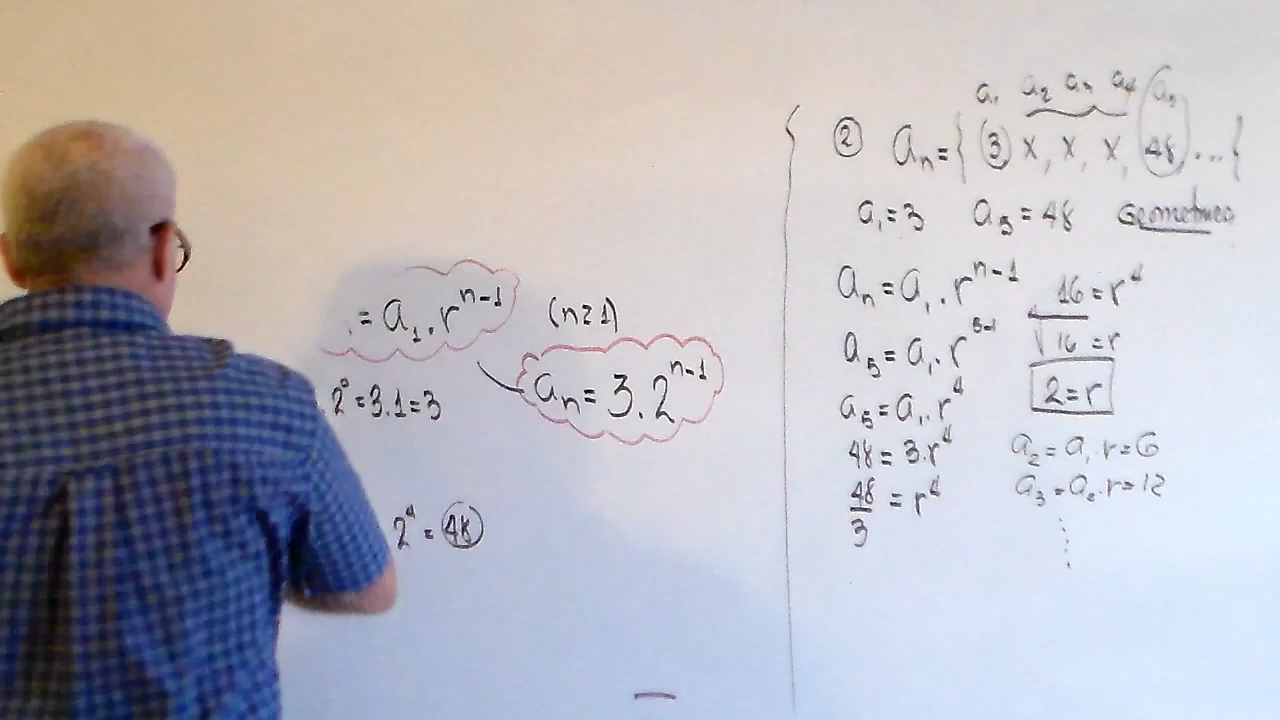 = a₁ . rⁿ⁻¹ (n≥1)
aₙ = 3.2ⁿ⁻¹
2⁰ = 3.1 = 3
2⁴ = 48
a₁ a₂ a₃ a₄ a₅
② aₙ = { 3 x, x, x, 48, ... }
a₁ = 3 a₅ = 48 Geometrica
aₙ = a₁ . rⁿ⁻¹
a₅ = a₁ . r⁵⁻¹
a₅ = a₁ . r⁴
48 = 3.r⁴
48/3 = r⁴
16 = r⁴
√16 = r
2 = r
a₂ = a₁ . r = 6
a₃ = a₂ . r = 12